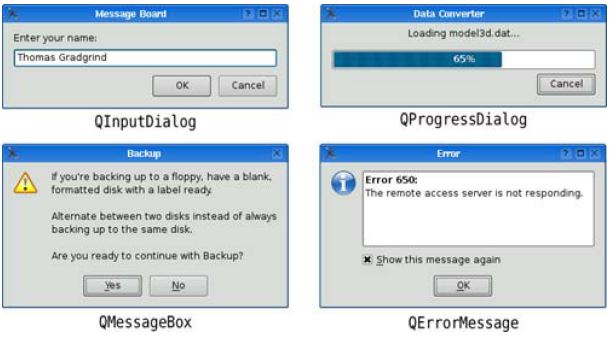 Message Board
Enter your name:
Thomas Gradgrind
OK
Cancel
QInputDialog
Data Converter
Loading model3d.dat...
65%
Cancel
QProgressDialog
Backup
If you're backing up to a floppy, have a blank,
formatted disk with a label ready.
Alternate between two disks instead of always
backing up to the same disk.
Are you ready to continue with Backup?
Yes
No
QMessageBox
Error
Error 650:
The remote access server is not responding.
Show this message again
OK
QErrorMessage